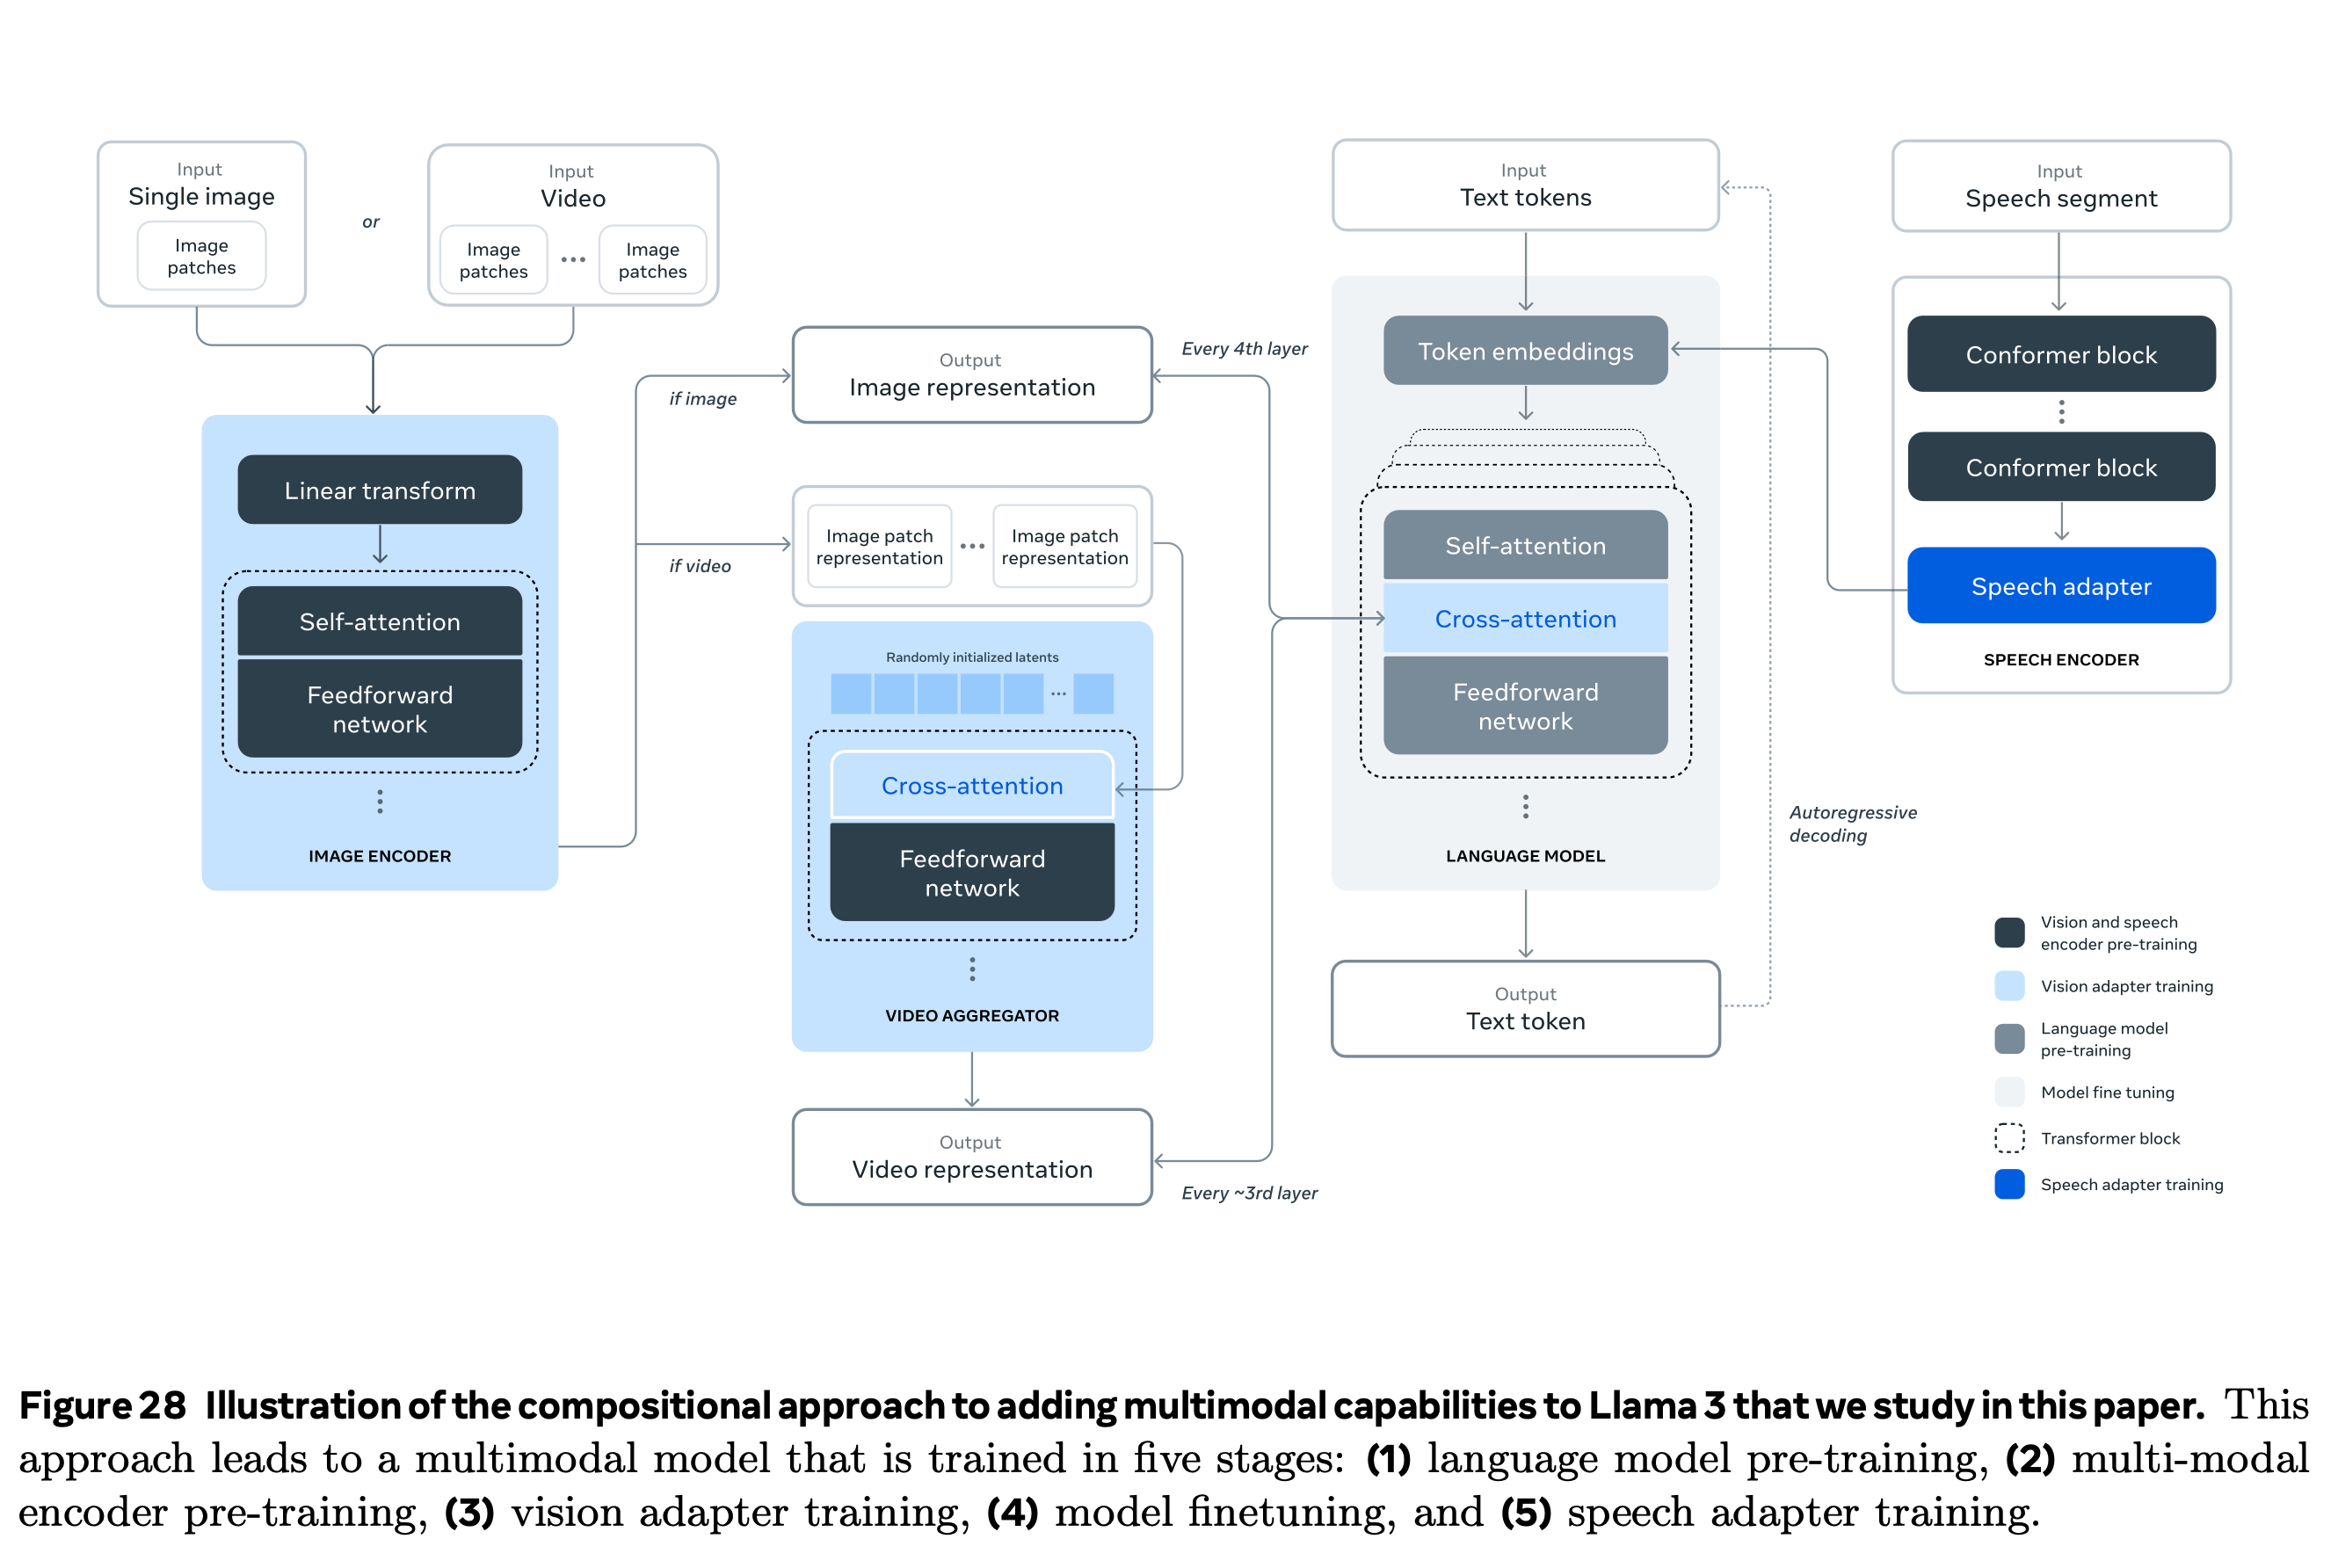 Input
Single image
Image
patches
or
Input
Video
Image
patches
Image
patches
Linear transform
Self-attention
Feedforward
network
IMAGE ENCODER
if image
if video
Output
Image representation
Every 4th layer
Image patch
representation
Image patch
representation
Randomly initialized latents
Cross-attention
Feedforward
network
VIDEO AGGREGATOR
Output
Video representation
Every ~3rd layer
Input
Text tokens
Token embeddings
Self-attention
Cross-attention
Feedforward
network
LANGUAGE MODEL
Output
Text token
Autoregressive
decoding
Input
Speech segment
Conformer block
Conformer block
Speech adapter
SPEECH ENCODER
Vision and speech
encoder pre-training
Vision adapter training
Language model
pre-training
Model fine tuning
Transformer block
Speech adapter training
Figure 28 Illustration of the compositional approach to adding multimodal capabilities to Llama 3 that we study in this paper. This
approach leads to a multimodal model that is trained in five stages: (1) language model pre-training, (2) multi-modal
encoder pre-training, (3) vision adapter training, (4) model finetuning, and (5) speech adapter training.